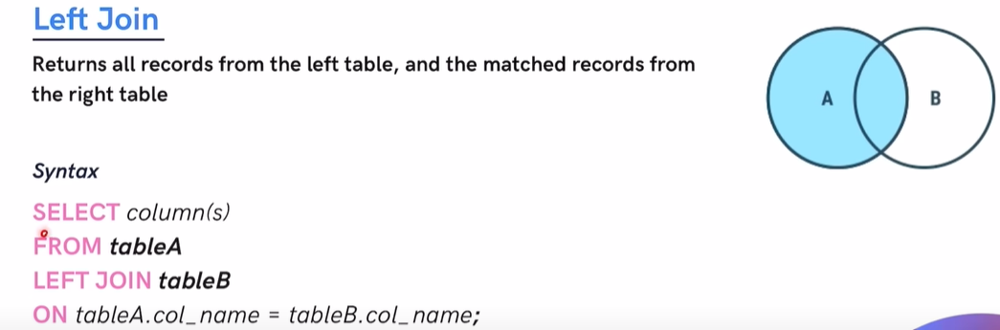 Left Join
Returns all records from the left table, and the matched records from
the right table
A
B
Syntax
SELECT column(s)
FROM tableA
LEFT JOIN tableB
ON tableA.col_name = tableB.col_name;